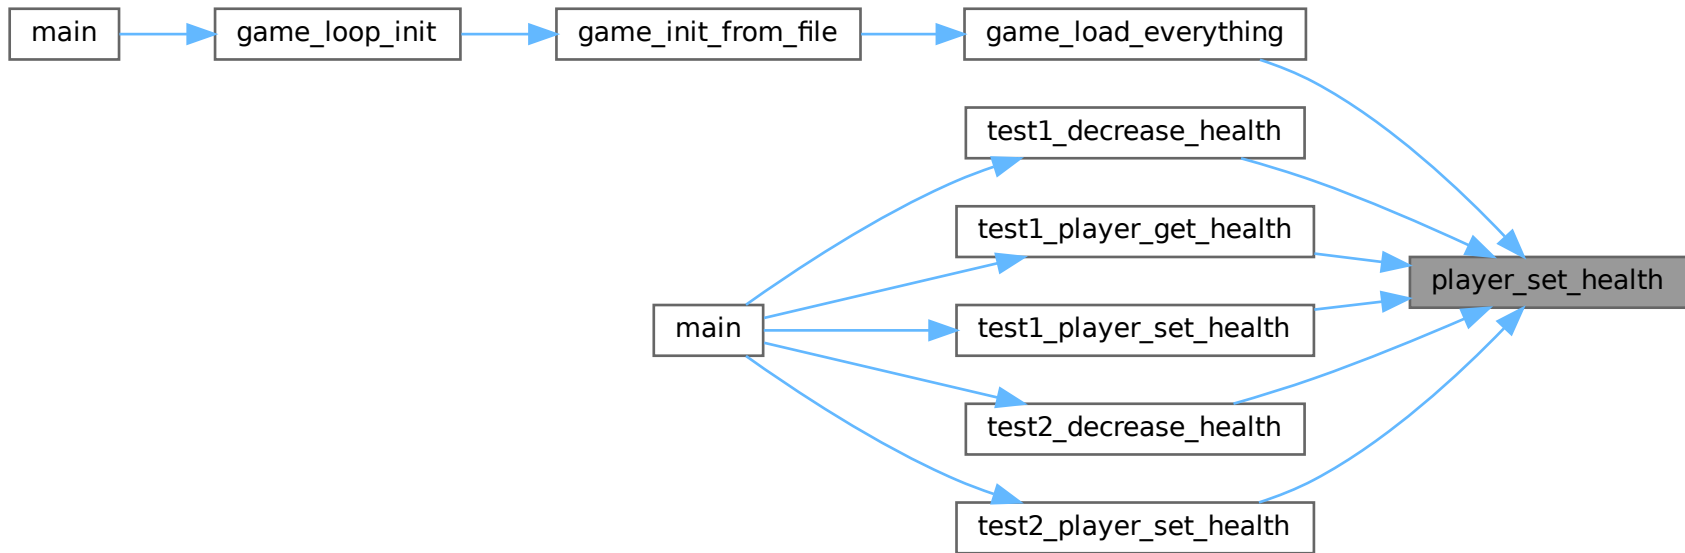 main
game_loop_init
game_init_from_file
game_load_everything
test1_decrease_health
test1_player_get_health
player_set_health
main
test1_player_set_health
test2_decrease_health
test2_player_set_health